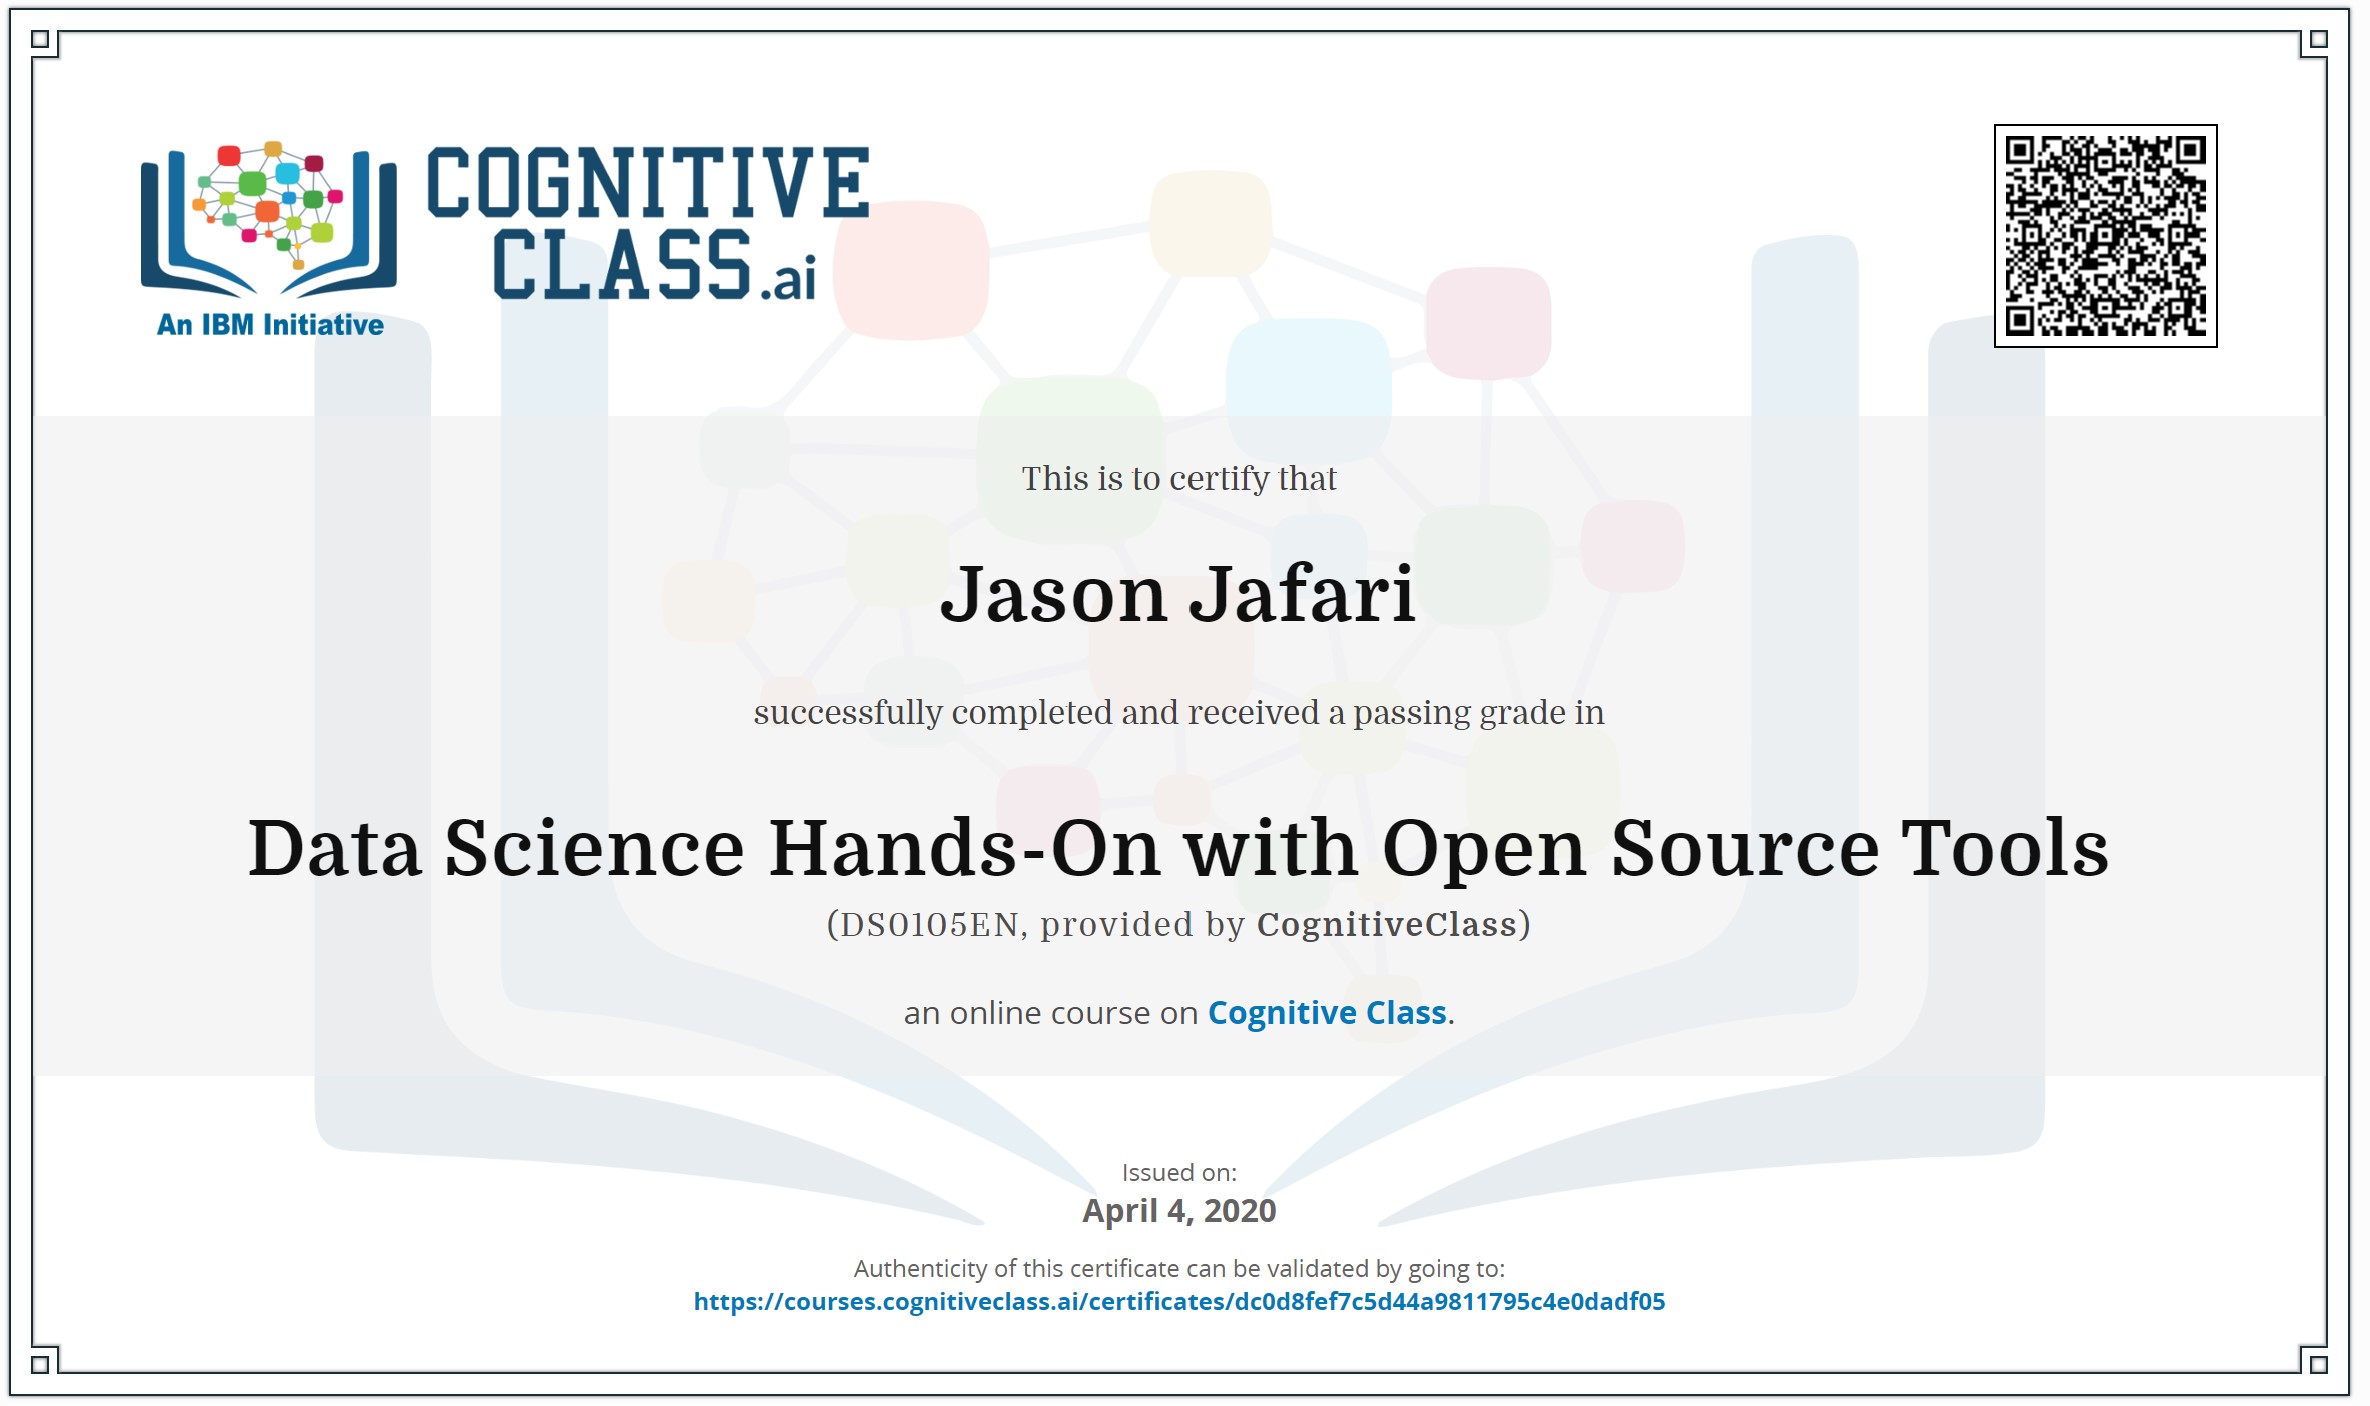 COGNITIVE
CLASS.ai
An IBM Initiative
This is to certify that
Jason Jafari
successfully completed and received a passing grade in
Data Science Hands-On with Open Source Tools
(DS0105EN, provided by CognitiveClass)
an online course on Cognitive Class.
Issued on:
April 4, 2020
Authenticity of this certificate can be validated by going to:
https://courses.cognitiveclass.ai/certificates/dc0d8fef7c5d44a9811795c4e0dadf05